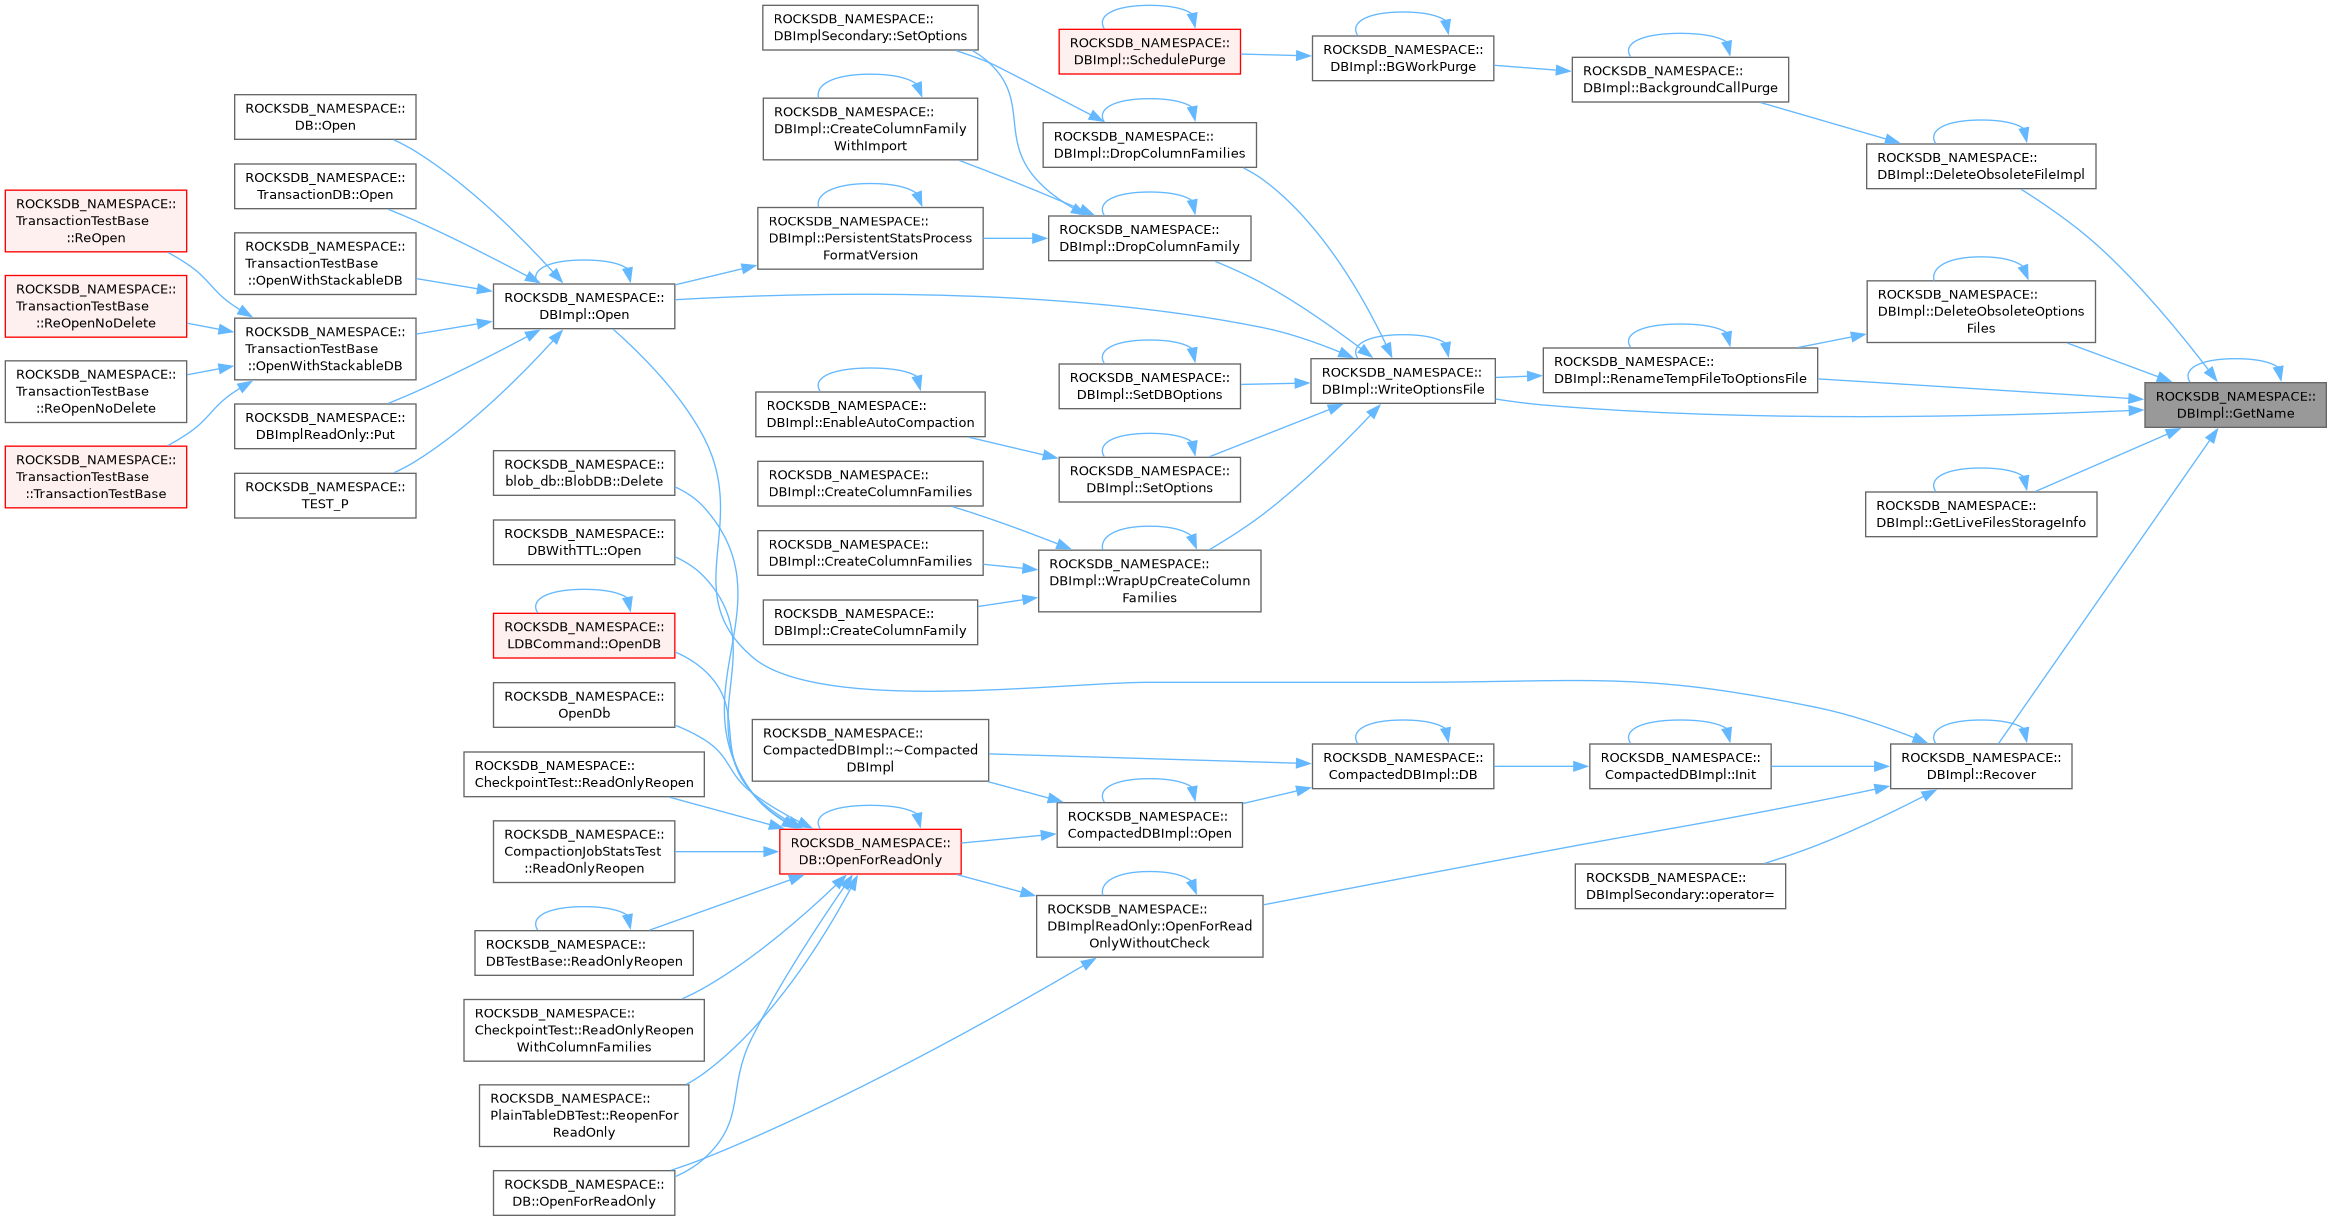 ROCKSDB_NAMESPACE::
TransactionTestBase
::ReOpen
ROCKSDB_NAMESPACE::
TransactionTestBase
::ReOpenNoDelete
ROCKSDB_NAMESPACE::
TransactionTestBase
::ReOpenNoDelete
ROCKSDB_NAMESPACE::
TransactionTestBase
::TransactionTestBase
ROCKSDB_NAMESPACE::
DB::Open
ROCKSDB_NAMESPACE::
TransactionDB::Open
ROCKSDB_NAMESPACE::
TransactionTestBase
::OpenWithStackableDB
ROCKSDB_NAMESPACE::
TransactionTestBase
::OpenWithStackableDB
ROCKSDB_NAMESPACE::
DBImplReadOnly::Put
ROCKSDB_NAMESPACE::
TEST_P
ROCKSDB_NAMESPACE::
DBImpl::Open
ROCKSDB_NAMESPACE::
blob_db::BlobDB::Delete
ROCKSDB_NAMESPACE::
DBWithTTL::Open
ROCKSDB_NAMESPACE::
LDBCommand::OpenDB
ROCKSDB_NAMESPACE::
OpenDb
ROCKSDB_NAMESPACE::
CheckpointTest::ReadOnlyReopen
ROCKSDB_NAMESPACE::
CompactionJobStatsTest
::ReadOnlyReopen
ROCKSDB_NAMESPACE::
DBTestBase::ReadOnlyReopen
ROCKSDB_NAMESPACE::
CheckpointTest::ReadOnlyReopen
WithColumnFamilies
ROCKSDB_NAMESPACE::
PlainTableDBTest::ReopenFor
ReadOnly
ROCKSDB_NAMESPACE::
DB::OpenForReadOnly
ROCKSDB_NAMESPACE::
DBImplSecondary::SetOptions
ROCKSDB_NAMESPACE::
DBImpl::CreateColumnFamily
WithImport
ROCKSDB_NAMESPACE::
DBImpl::PersistentStatsProcess
FormatVersion
ROCKSDB_NAMESPACE::
DBImpl::EnableAutoCompaction
ROCKSDB_NAMESPACE::
DBImpl::CreateColumnFamilies
ROCKSDB_NAMESPACE::
DBImpl::CreateColumnFamilies
ROCKSDB_NAMESPACE::
DBImpl::CreateColumnFamily
ROCKSDB_NAMESPACE::
CompactedDBImpl::~Compacted
DBImpl
ROCKSDB_NAMESPACE::
DB::OpenForReadOnly
ROCKSDB_NAMESPACE::
DBImpl::SchedulePurge
ROCKSDB_NAMESPACE::
DBImpl::DropColumnFamilies
ROCKSDB_NAMESPACE::
DBImpl::DropColumnFamily
ROCKSDB_NAMESPACE::
DBImpl::SetDBOptions
ROCKSDB_NAMESPACE::
DBImpl::SetOptions
ROCKSDB_NAMESPACE::
DBImpl::WrapUpCreateColumn
Families
ROCKSDB_NAMESPACE::
CompactedDBImpl::Open
ROCKSDB_NAMESPACE::
DBImplReadOnly::OpenForRead
OnlyWithoutCheck
ROCKSDB_NAMESPACE::
DBImpl::BGWorkPurge
ROCKSDB_NAMESPACE::
DBImpl::WriteOptionsFile
ROCKSDB_NAMESPACE::
CompactedDBImpl::DB
ROCKSDB_NAMESPACE::
DBImpl::BackgroundCallPurge
ROCKSDB_NAMESPACE::
DBImpl::RenameTempFileToOptionsFile
ROCKSDB_NAMESPACE::
CompactedDBImpl::Init
ROCKSDB_NAMESPACE::
DBImplSecondary::operator=
ROCKSDB_NAMESPACE::
DBImpl::DeleteObsoleteFileImpl
ROCKSDB_NAMESPACE::
DBImpl::DeleteObsoleteOptions
Files
ROCKSDB_NAMESPACE::
DBImpl::GetLiveFilesStorageInfo
ROCKSDB_NAMESPACE::
DBImpl::Recover
ROCKSDB_NAMESPACE::
DBImpl::GetName